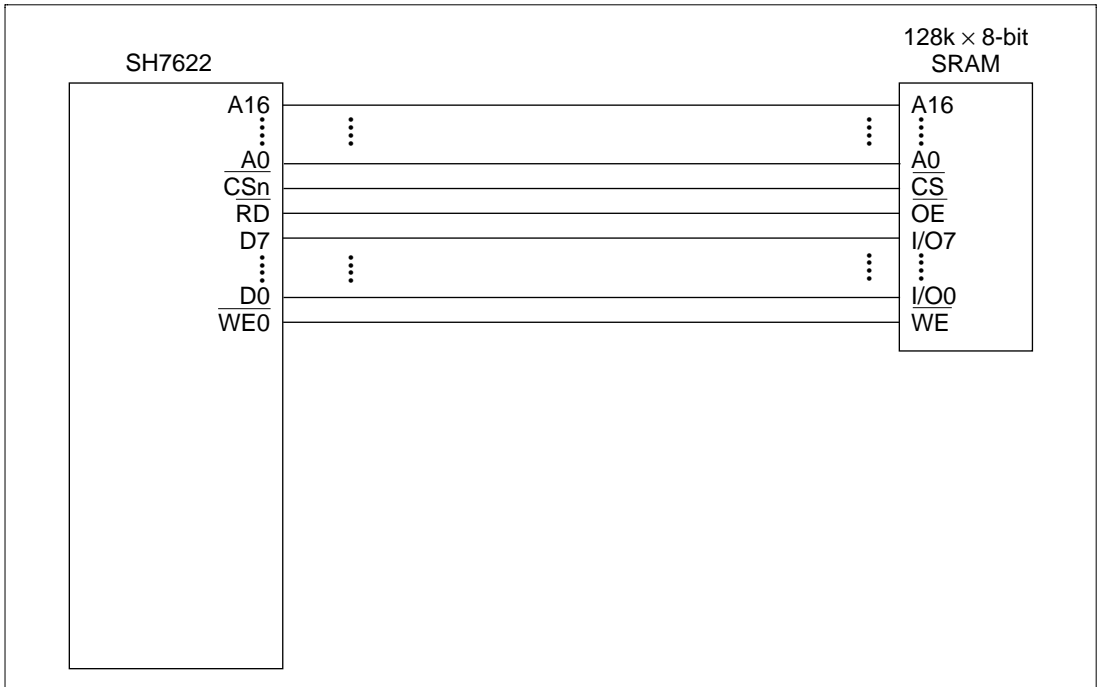 SH7622
128k × 8-bit
SRAM
A16
A0
CSn
RD
D7
D0
WE0
A16
A0
CS
OE
I/O7
I/O0
WE